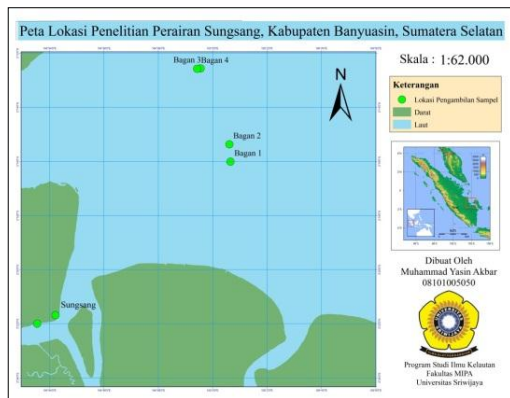 Peta Lokasi Penelitian Perairan Sungsang, Kabupaten Banyuasin, Sumatera Selatan
Bagan 3 Bagan 4
N
Bagan 2
Bagan 1
Sungsang
Skala : 1:62.000
Keterangan
Lokasi Pengambilan Sampel
Darat
Laut
Dibuat Oleh
Muhammad Yasin Akbar
08101005050
Program Studi Ilmu Kelautan
Fakultas MIPA
Universitas Sriwijaya